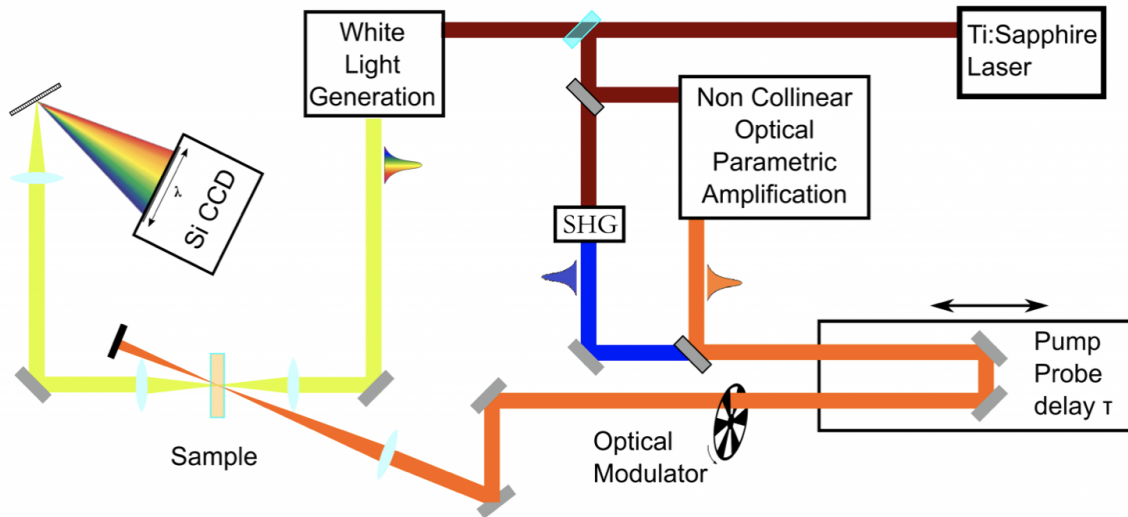 White
Light
Generation
Ti:Sapphire
Laser
Non Collinear
Optical
Parametric
Amplification
λ
Si CCD
SHG
Pump
Probe
delay τ
Optical
Modulator
Sample